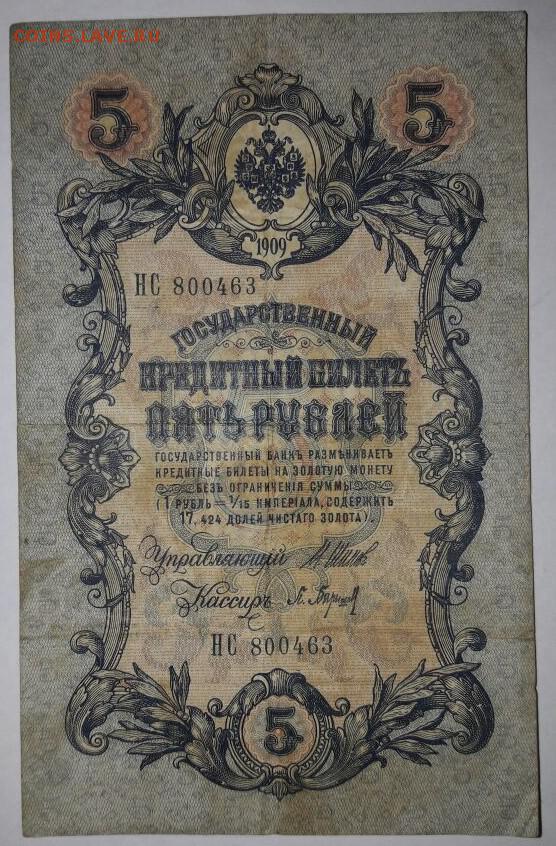 COINS.LAVE.RU
5 5
1909
НС 800463
ГОСУДАРСТВЕННЫЙ
КРЕДИТНЫЙ БИЛЕТЪ
ПЯТЬ РУБЛЕЙ
ГОСУДАРСТВЕННЫЙ БАНКЪ РАЗМѢНИВАЕТЪ
КРЕДИТНЫЕ БИЛЕТЫ НА ЗОЛОТУЮ МОНЕТУ
БЕЗЪ ОГРАНИЧЕНІЯ СУММЫ
(1 РУБЛЬ = 1/15 ИМПЕРІАЛА, СОДЕРЖИТЪ
17,424 ДОЛЕЙ ЧИСТАГО ЗОЛОТА).
Управляющій
Кассиръ
НС 800463
5